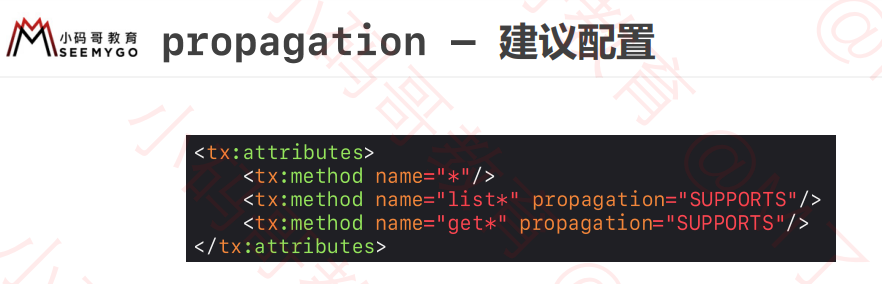 小码哥教育
SEEMYGO
propagation – 建议配置
<tx:attributes>
    <tx:method name="*"/>
    <tx:method name="list*" propagation="SUPPORTS"/>
    <tx:method name="get*" propagation="SUPPORTS"/>
</tx:attributes>